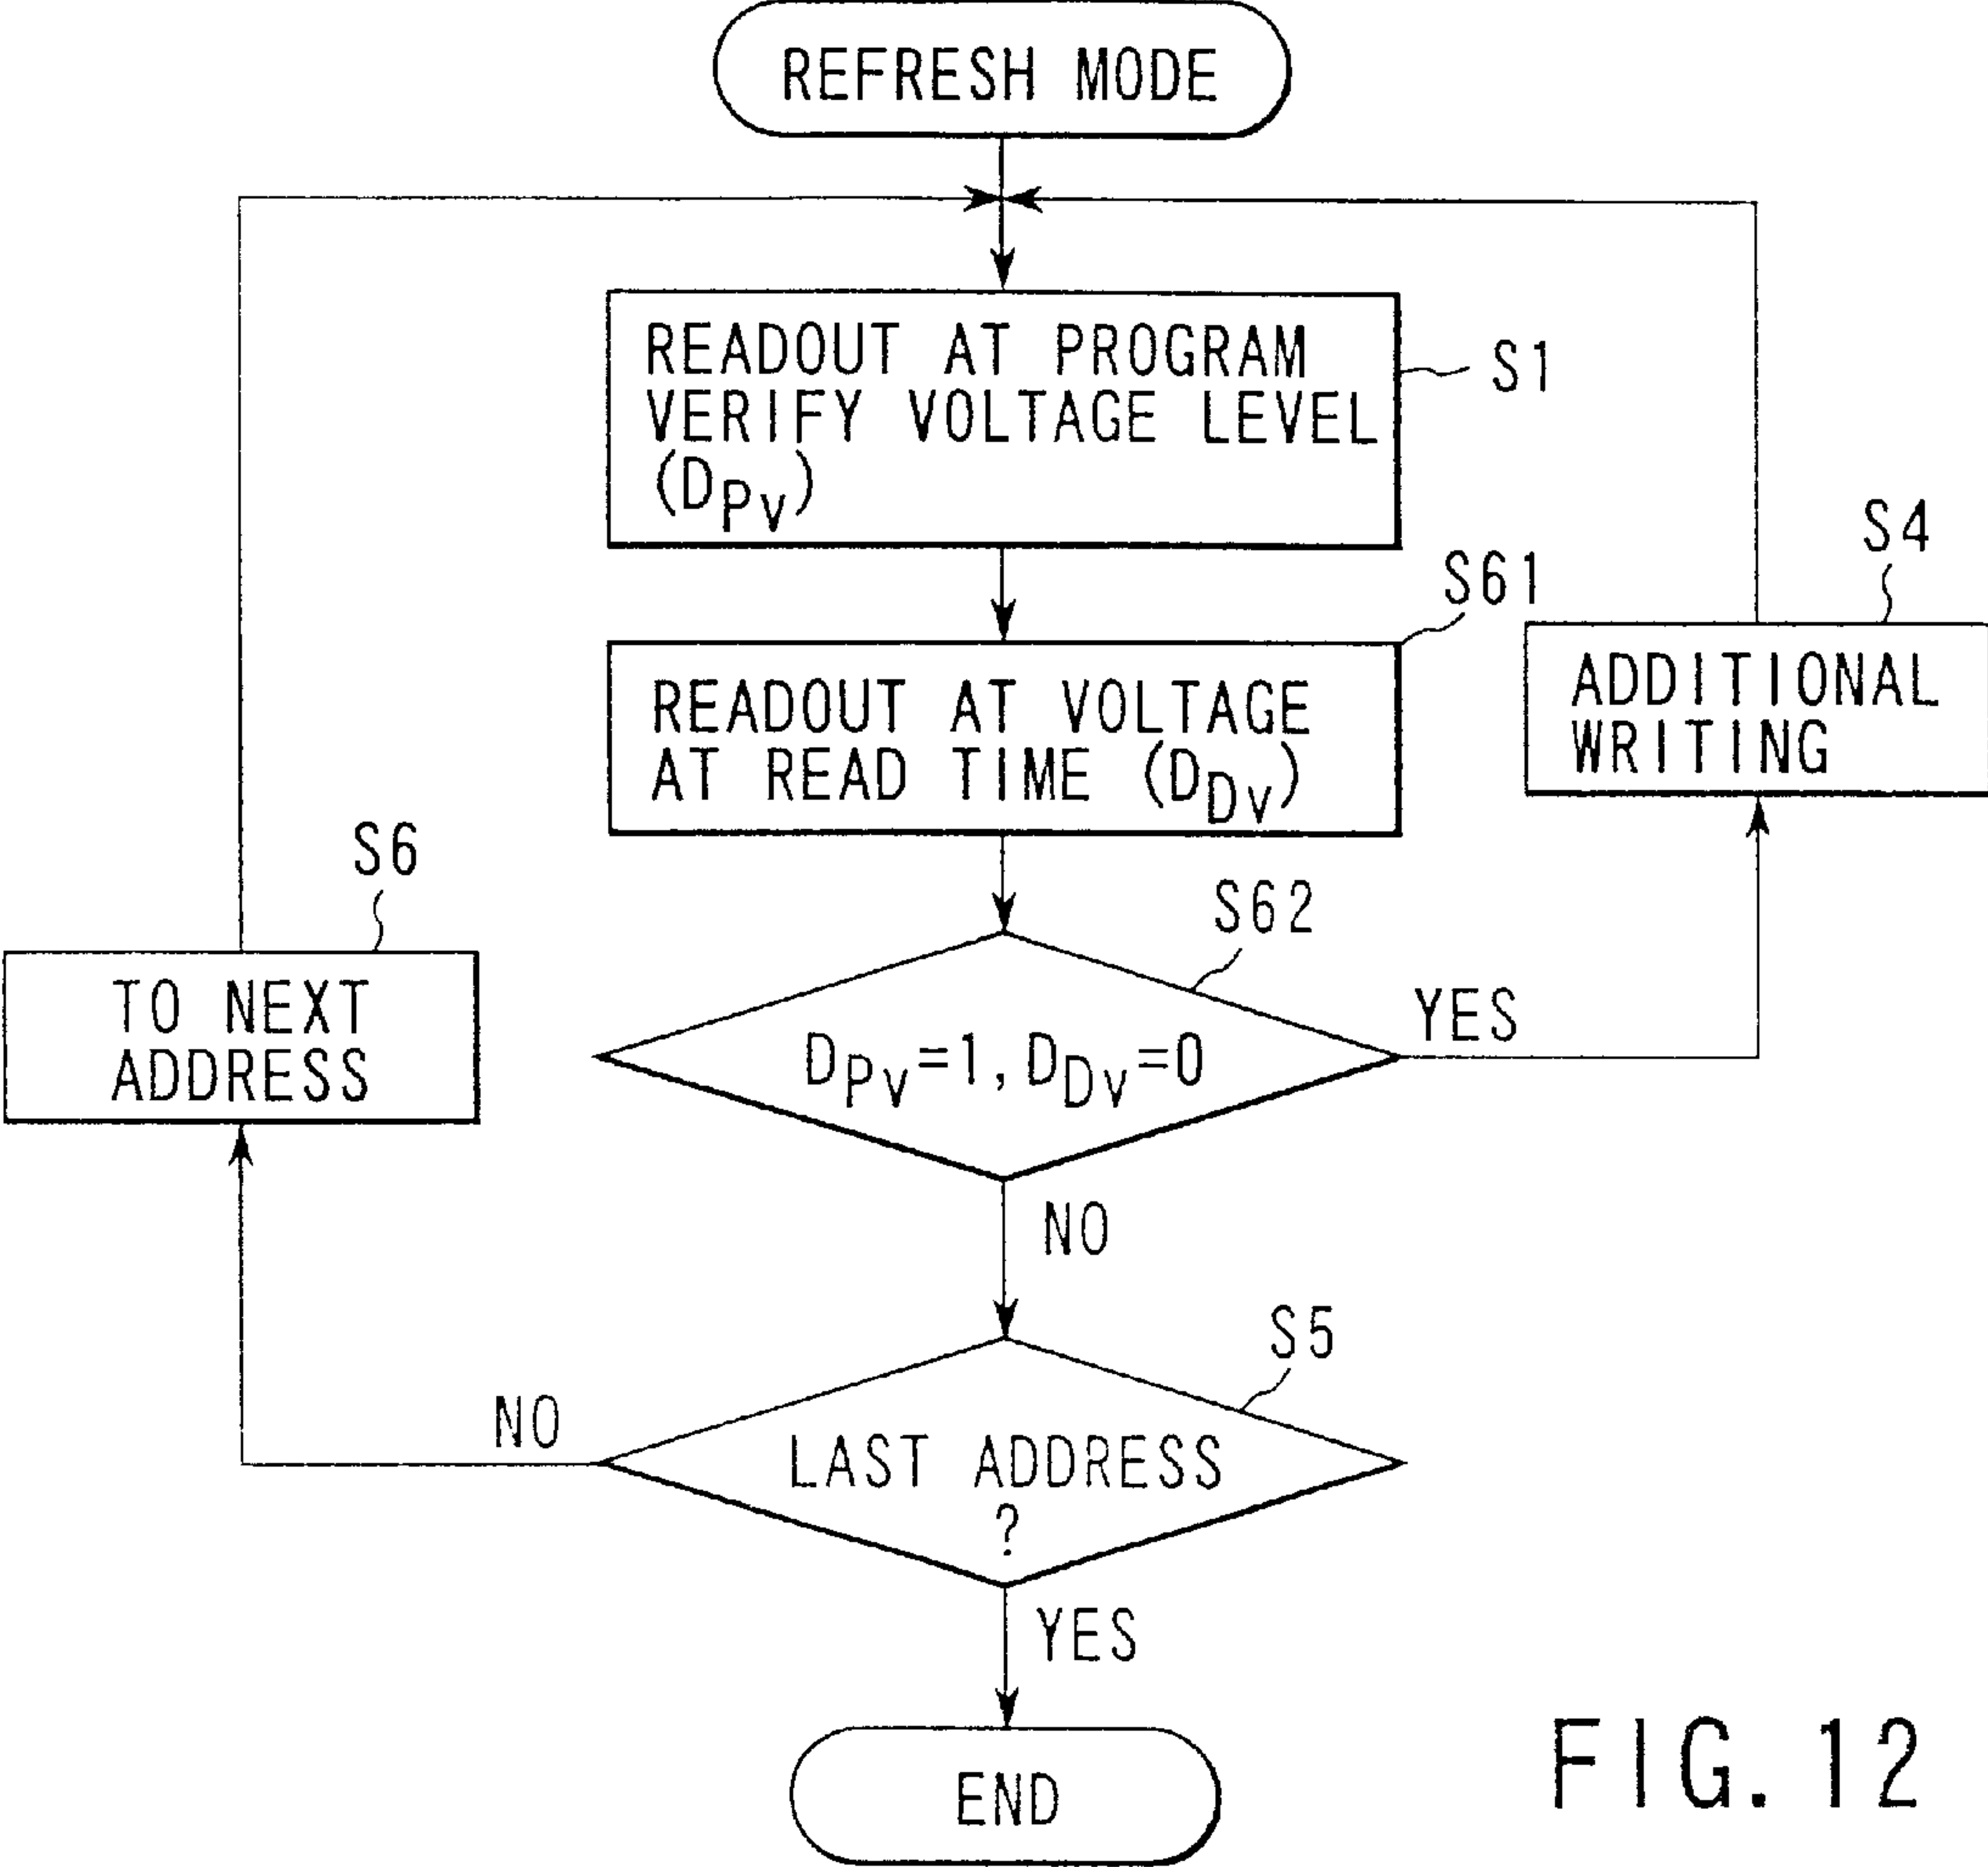 REFRESH MODE
READOUT AT PROGRAM
VERIFY VOLTAGE LEVEL
(DPV)
S1
S4
S61
READOUT AT VOLTAGE
AT READ TIME (DDV)
ADDITIONAL
WRITING
S6
S62
TO NEXT
ADDRESS
YES
DPV=1, DDV=0
NO
S5
NO
LAST ADDRESS
?
YES
END
FIG. 12